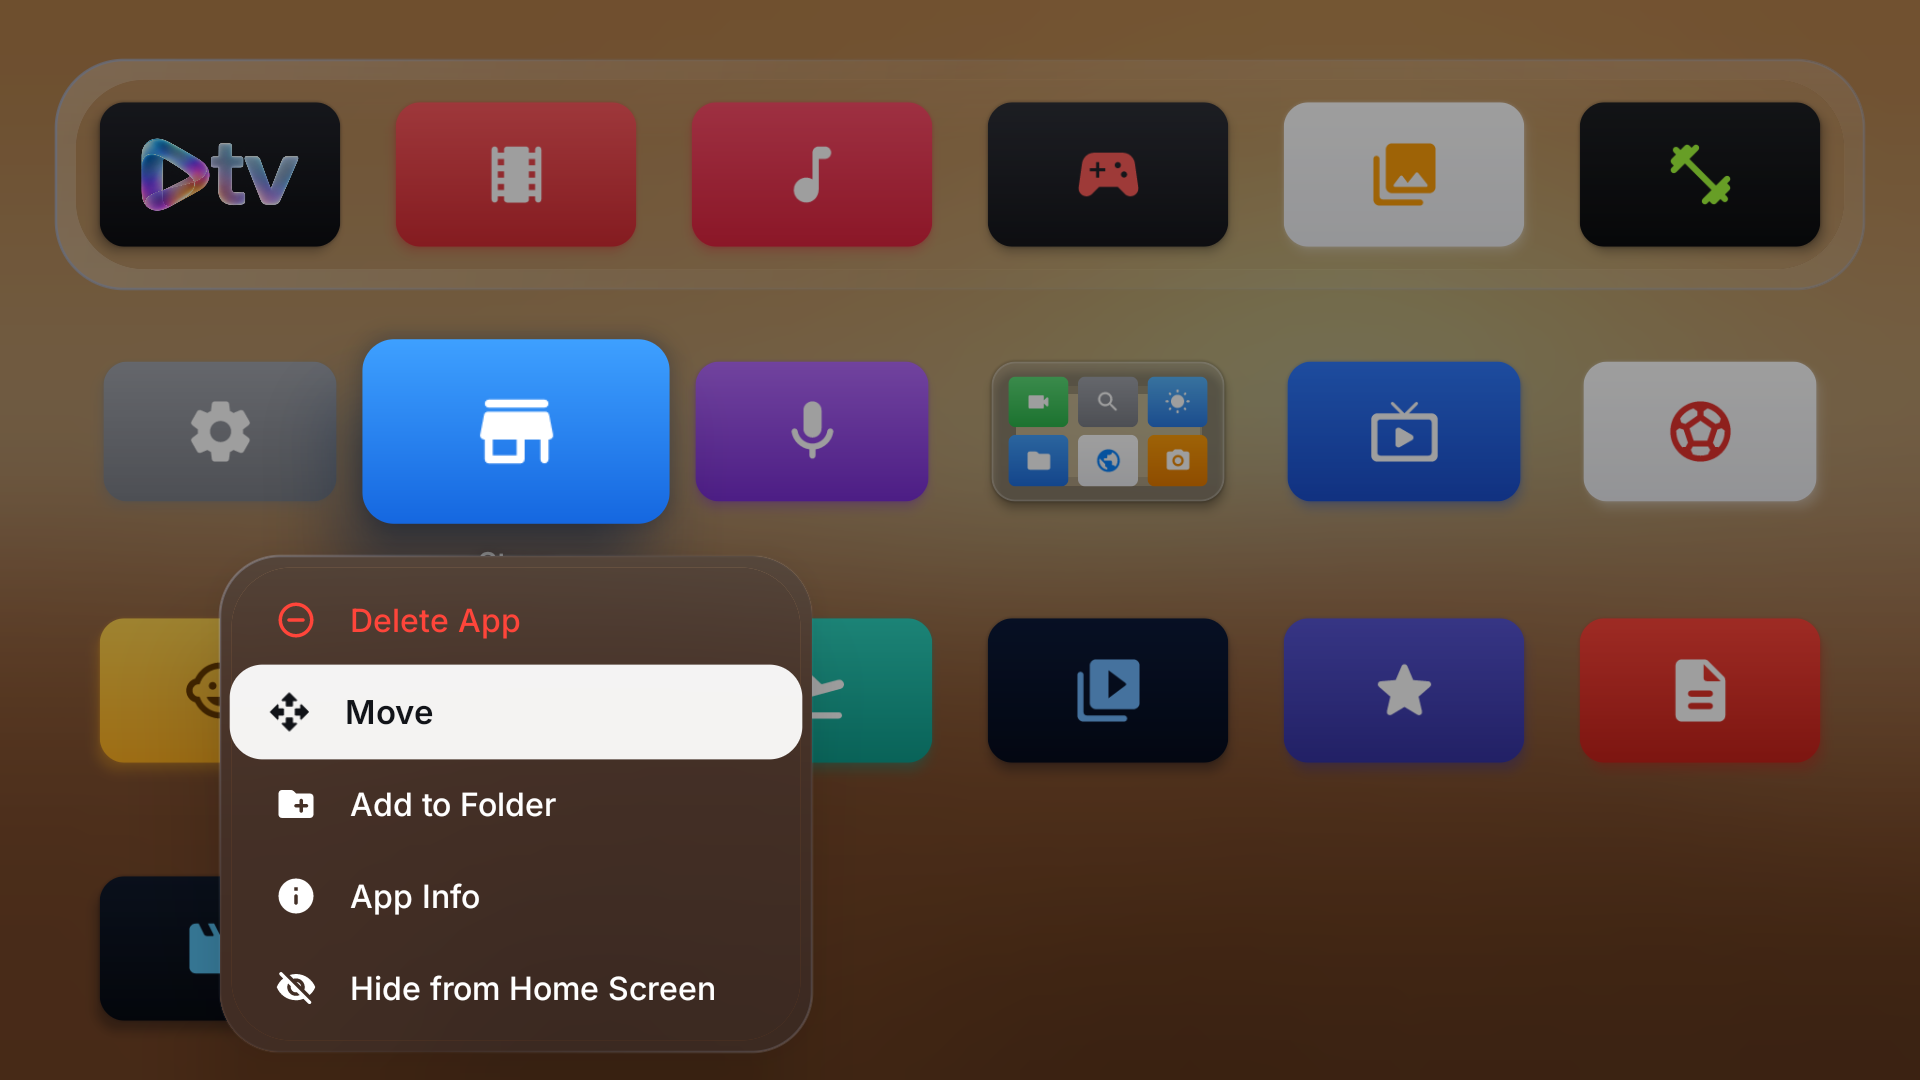 tv
Delete App
Move
Add to Folder
App Info
Hide from Home Screen